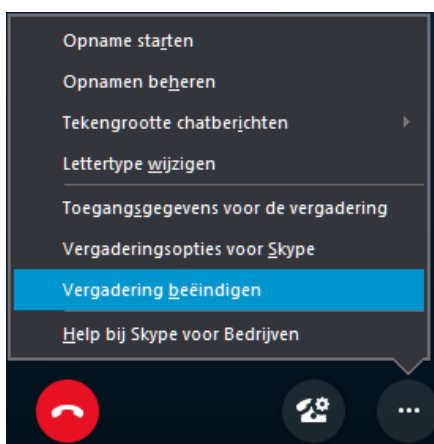 Opname starten
Opnamen beheren
Tekengrootte chatberichten
Lettertype wijzigen
Toegangsgegevens voor de vergadering
Vergaderingsopties voor Skype
Vergadering beëindigen
Help bij Skype voor Bedrijven